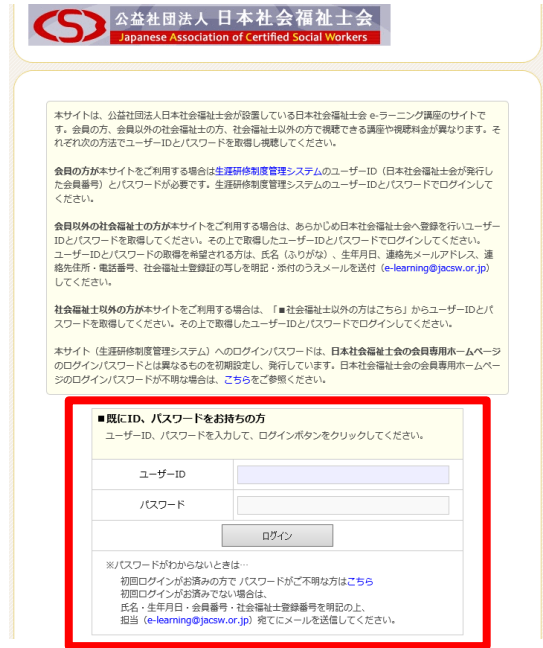 公益社団法人 日本社会福祉士会
Japanese Association of Certified Social Workers
本サイトは、公益社団法人日本社会福祉士会が設置している日本社会福祉士会 e-ラーニング講座のサイトで
す。会員の方、会員以外の社会福祉士の方、社会福祉士以外の方で視聴できる講座や視聴料金が異なります。そ
れぞれ次の方法でユーザーIDとパスワードを取得し視聴してください。
会員の方が本サイトをご利用する場合は生涯研修制度管理システムのユーザーID（日本社会福祉士会が発行し
た会員番号）とパスワードが必要です。生涯研修制度管理システムのユーザーIDとパスワードでログインして
ください。
会員以外の社会福祉士の方が本サイトをご利用する場合は、あらかじめ日本社会福祉士会へ登録を行いユーザー
IDとパスワードを取得してください。その上で取得したユーザーIDとパスワードでログインしてください。
ユーザーIDとパスワードの取得を希望される方は、氏名（ふりがな）、生年月日、連絡先メールアドレス、連
絡先住所・電話番号、社会福祉士登録証の写しを明記・添付のうえメールを送付（e-learning@jacsw.or.jp）
してください。
社会福祉士以外の方が本サイトをご利用する場合は、「■社会福祉士以外の方はこちら」からユーザーIDとパ
スワードを取得してください。その上で取得したユーザーIDとパスワードでログインしてください。
本サイト（生涯研修制度管理システム）へのログインパスワードは、日本社会福祉士会の会員専用ホームページ
のログインパスワードとは異なるものを初期設定し、発行しています。日本社会福祉士会の会員専用ホームペー
ジのログインパスワードが不明な場合は、こちらをご参照ください。
■既にID、パスワードをお持ちの方
ユーザーID、パスワードを入力して、ログインボタンをクリックしてください。
ユーザーID
パスワード
ログイン
※パスワードがわからないときは…
初回ログインがお済みの方で パスワードがご不明な方はこちら
初回ログインがお済みでない場合は、
氏名・生年月日・会員番号・社会福祉士登録番号を明記の上、
担当（e-learning@jacsw.or.jp）宛てにメールを送信してください。